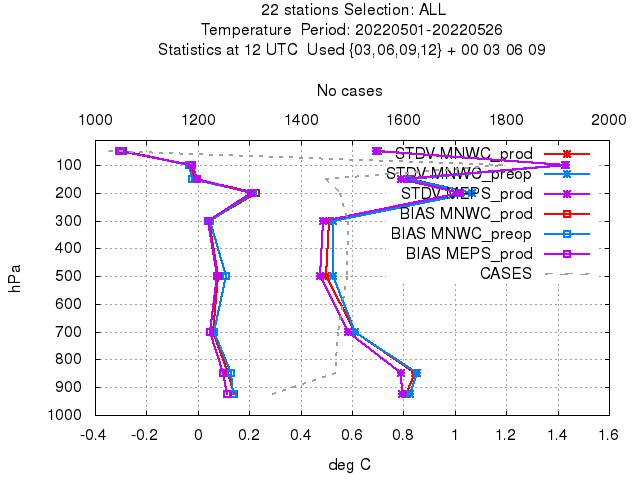 22 stations Selection: ALL
Temperature  Period: 20220501-20220526
Statistics at 12 UTC  Used {03,06,09,12} + 00 03 06 09
No cases
1000 1200 1400 1600 1800 2000
STDV MNWC_prod
STDV MNWC_preop
STDV MEPS_prod
BIAS MNWC_prod
BIAS MNWC_preop
BIAS MEPS_prod
CASES
hPa
100
200
300
400
500
600
700
800
900
1000
-0.4 -0.2 0 0.2 0.4 0.6 0.8 1 1.2 1.4 1.6
deg C